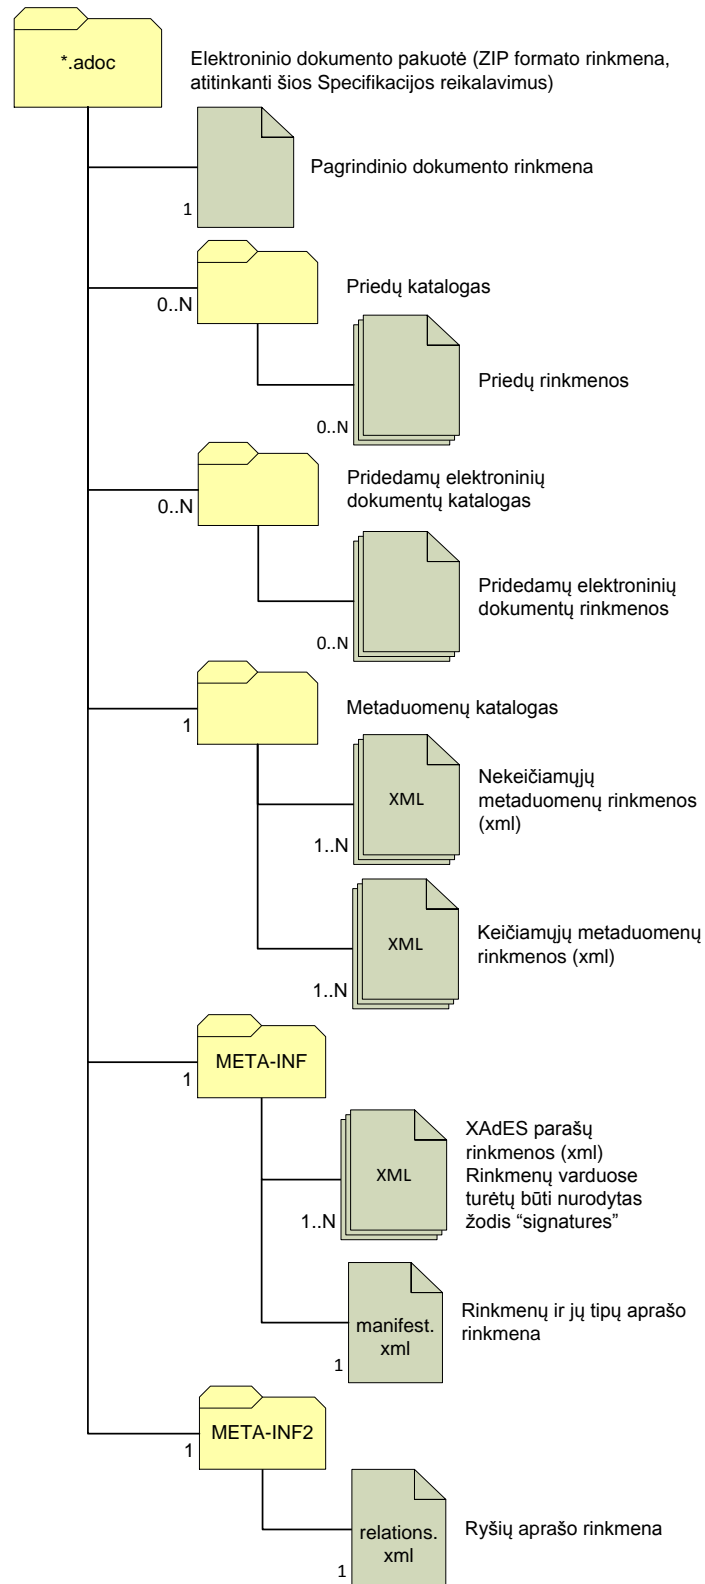 *.adoc
Elektroninio dokumento pakuotė (ZIP formato rinkmena,
atitinkanti šios Specifikacijos reikalavimus)
Pagrindinio dokumento rinkmena
1
Priedų katalogas
0..N
Priedų rinkmenos
0..N
Pridedamų elektroninių
dokumentų katalogas
0..N
Pridedamų elektroninių
dokumentų rinkmenos
0..N
Metaduomenų katalogas
1
XML
Nekeičiamųjų
metaduomenų rinkmenos
(xml)
1..N
XML
Keičiamųjų metaduomenų
rinkmenos (xml)
1..N
META-INF
1
XML
XAdES parašų
rinkmenos (xml)
Rinkmenų varduose
turėtų būti nurodytas
žodis “signatures”
1..N
manifest.
xml
Rinkmenų ir jų tipų aprašo
rinkmena
1
META-INF2
1
relations.
xml
Ryšių aprašo rinkmena
1